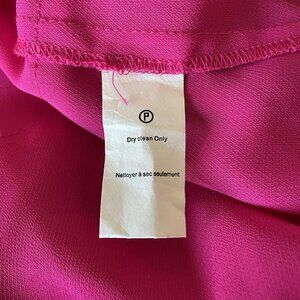 P
Dry clean Only
Nettoyer à sec seulement